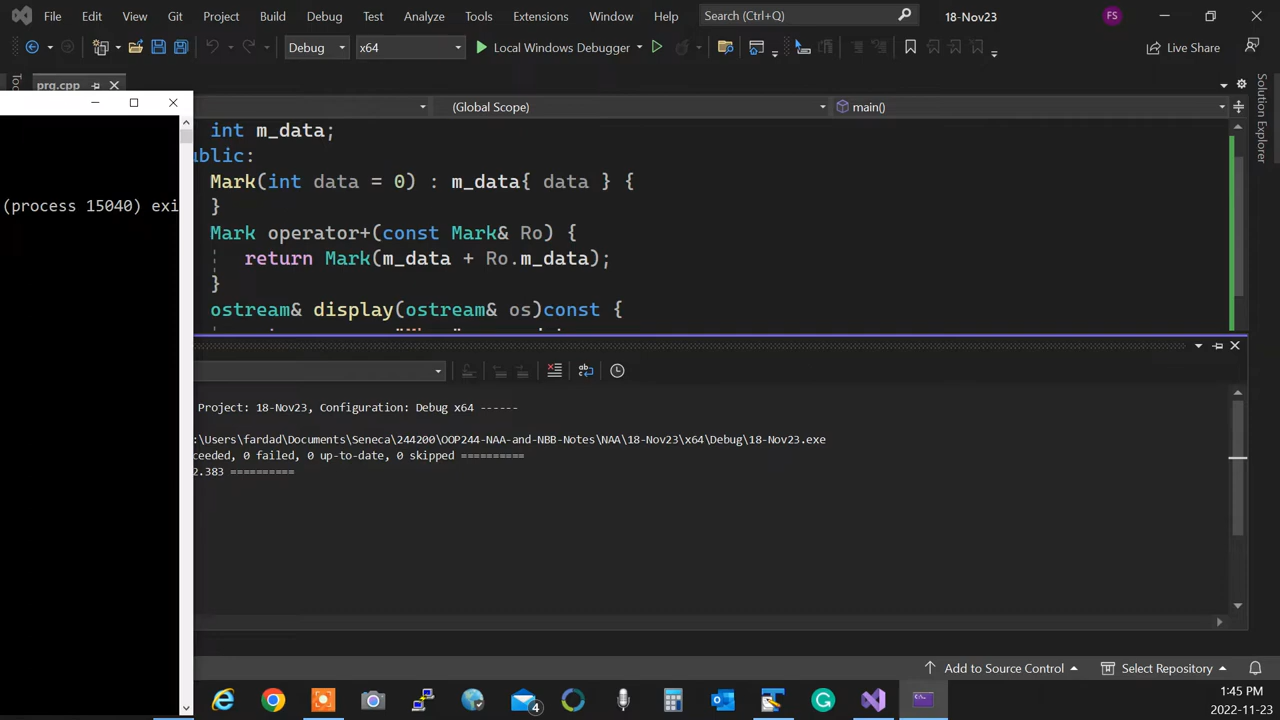 File Edit View Git Project Build Debug Test Analyze Tools Extensions Window Help Search (Ctrl+Q) 18-Nov23 FS
Debug x64 Local Windows Debugger Live Share
prg.cpp
(Global Scope) main()
int m_data;
ublic:
Mark(int data = 0) : m_data{ data } {
}
(process 15040) exi
Mark operator+(const Mark& Ro) {
return Mark(m_data + Ro.m_data);
}
ostream& display(ostream& os)const {
Project: 18-Nov23, Configuration: Debug x64 ------
:\Users\fardad\Documents\Seneca\244200\OOP244-NAA-and-NBB-Notes\NAA\18-Nov23\x64\Debug\18-Nov23.exe
ceeded, 0 failed, 0 up-to-date, 0 skipped ==========
2.383 ==========
Solution Explorer
Add to Source Control Select Repository
4
1:45 PM
2022-11-23